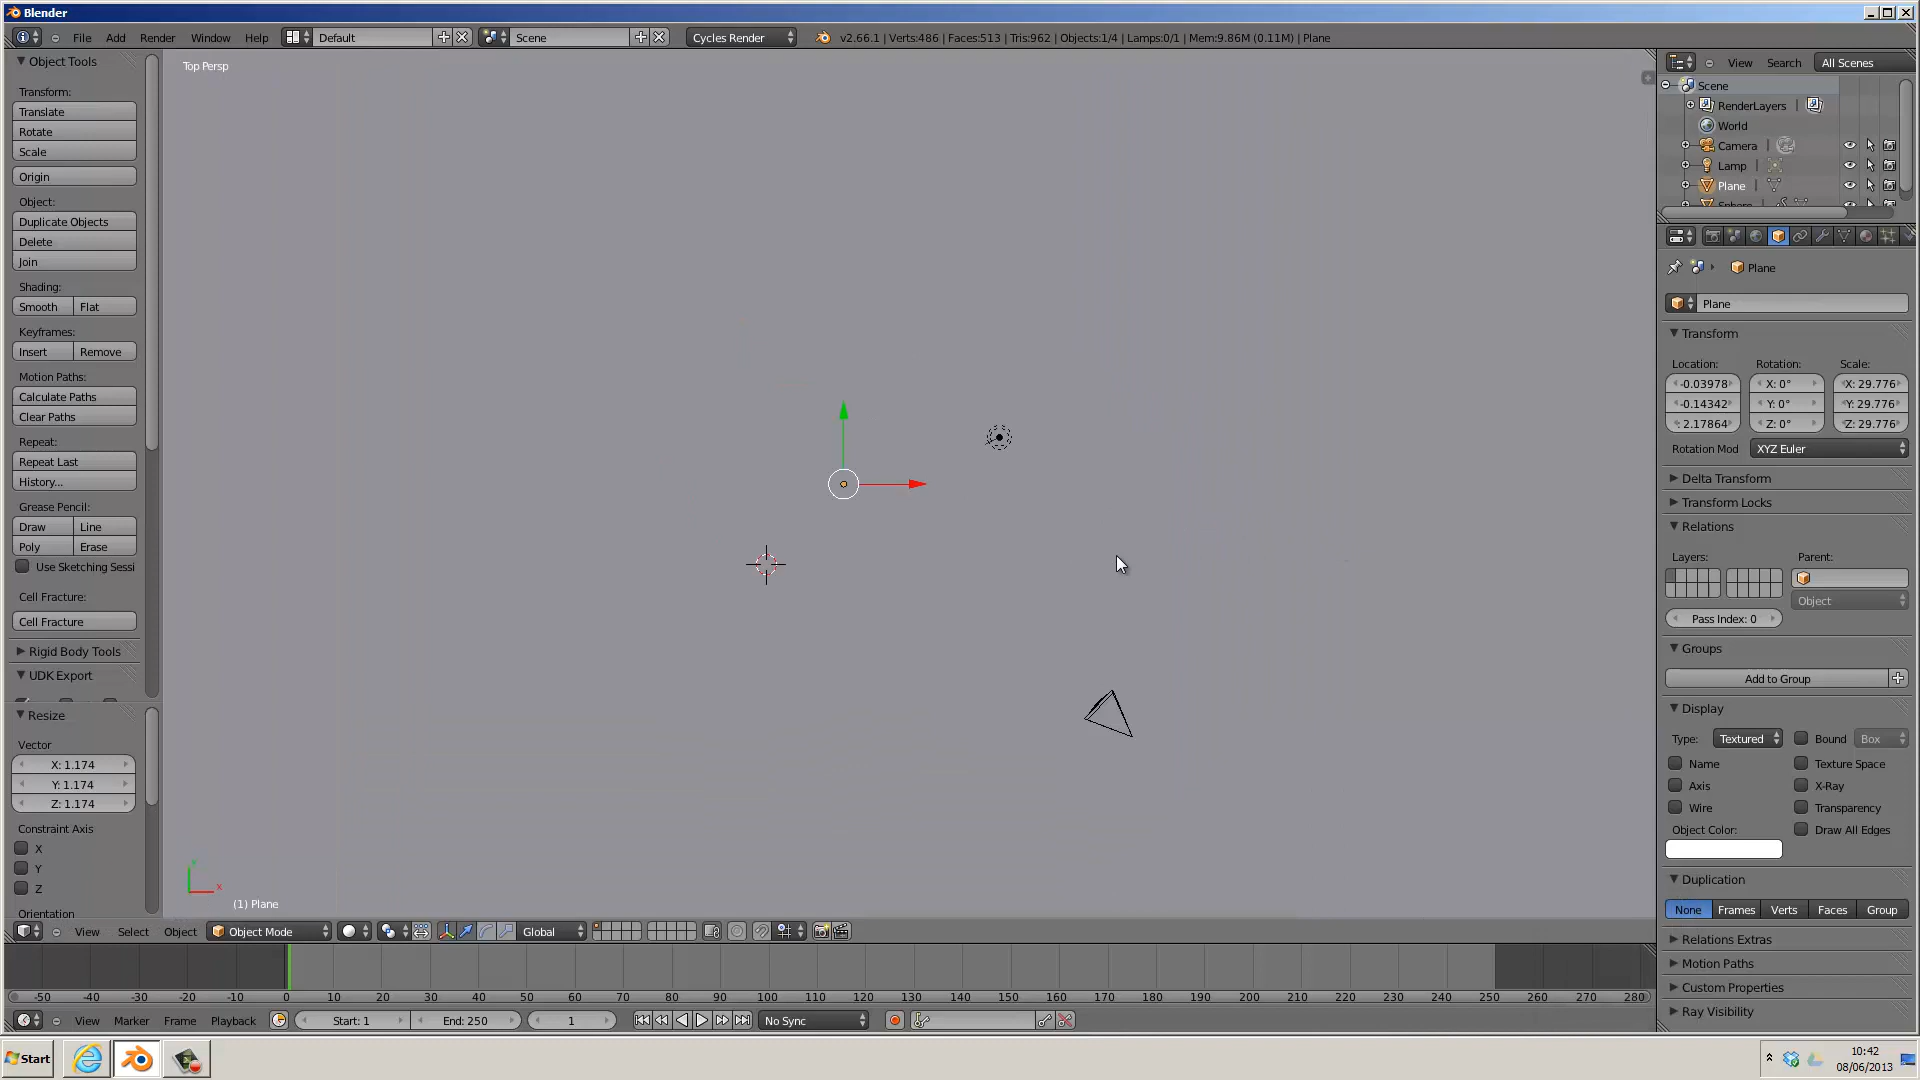 Blender
File Add Render Window Help Default Scene Cycles Render v2.66.1 | Verts:486 | Faces:513 | Tris:962 | Objects:1/4 | Lamps:0/1 | Mem:9.86M (0.11M) | Plane
Object Tools
Transform:
Translate
Rotate
Scale
Origin
Object:
Duplicate Objects
Delete
Join
Shading:
Smooth Flat
Keyframes:
Insert Remove
Motion Paths:
Calculate Paths
Clear Paths
Repeat:
Repeat Last
History...
Grease Pencil:
Draw Line
Poly Erase
Use Sketching Sessi
Cell Fracture:
Cell Fracture
Rigid Body Tools
UDK Export
Resize
Vector
X: 1.174
Y: 1.174
Z: 1.174
Constraint Axis
X
Y
Z
Orientation
Top Persp
x
(1) Plane
View Select Object Object Mode Global
-50 -40 -30 -20 -10 0 10 20 30 40 50 60 70 80 90 100 110 120 130 140 150 160 170 180 190 200 210 220 230 240 250 260 270 280
View Marker Frame Playback Start: 1 End: 250 1 No Sync
View Search All Scenes
Scene
RenderLayers
World
Camera
Lamp
Plane
Sphere
Plane
Plane
Transform
Location: Rotation: Scale:
-0.03978 X: 0° X: 29.776
-0.14342 Y: 0° Y: 29.776
: 2.17864 Z: 0° Z: 29.776
Rotation Mod XYZ Euler
Delta Transform
Transform Locks
Relations
Layers: Parent:
Object
Pass Index: 0
Groups
Add to Group
Display
Type: Textured Bound Box
Name Texture Space
Axis X-Ray
Wire Transparency
Object Color: Draw All Edges
Duplication
None Frames Verts Faces Group
Relations Extras
Motion Paths
Custom Properties
Ray Visibility
Start
10:42
08/06/2013